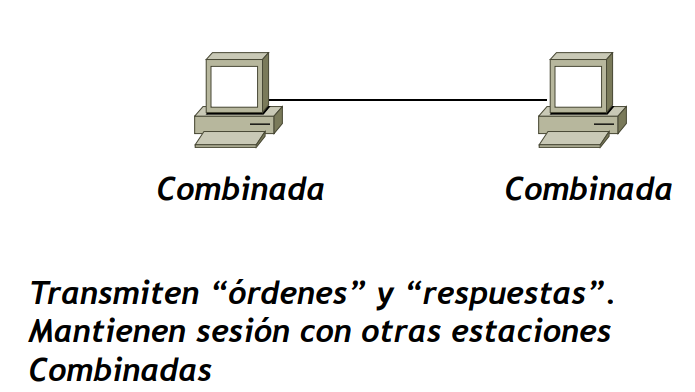 Combinada
Combinada
Transmiten “órdenes” y “respuestas”.
Mantienen sesión con otras estaciones
Combinadas